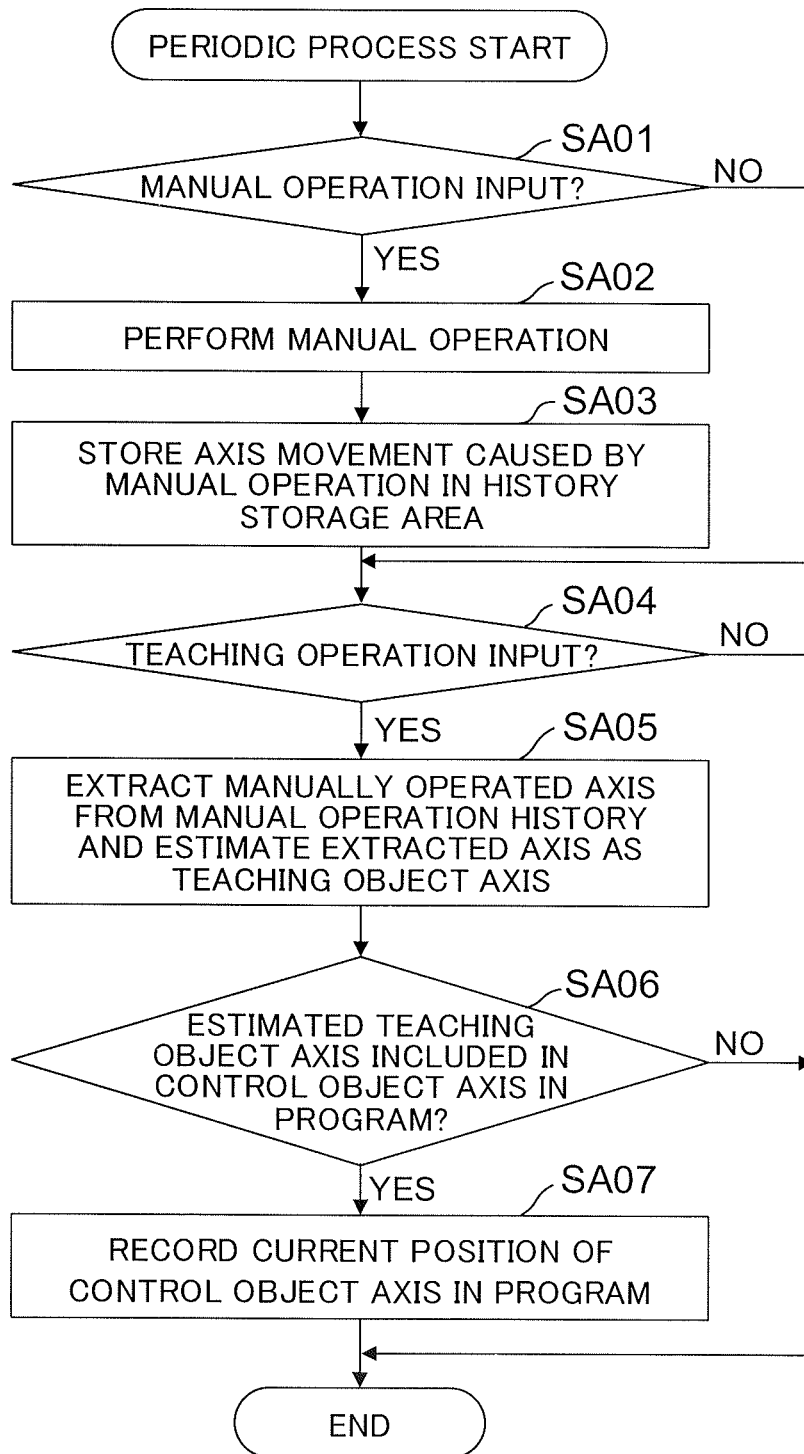 PERIODIC PROCESS START
SA01
MANUAL OPERATION INPUT?
NO
YES
SA02
PERFORM MANUAL OPERATION
SA03
STORE AXIS MOVEMENT CAUSED BY
MANUAL OPERATION IN HISTORY
STORAGE AREA
SA04
TEACHING OPERATION INPUT?
NO
YES
SA05
EXTRACT MANUALLY OPERATED AXIS
FROM MANUAL OPERATION HISTORY
AND ESTIMATE EXTRACTED AXIS AS
TEACHING OBJECT AXIS
SA06
ESTIMATED TEACHING
OBJECT AXIS INCLUDED IN
CONTROL OBJECT AXIS IN
PROGRAM?
NO
YES
SA07
RECORD CURRENT POSITION OF
CONTROL OBJECT AXIS IN PROGRAM
END